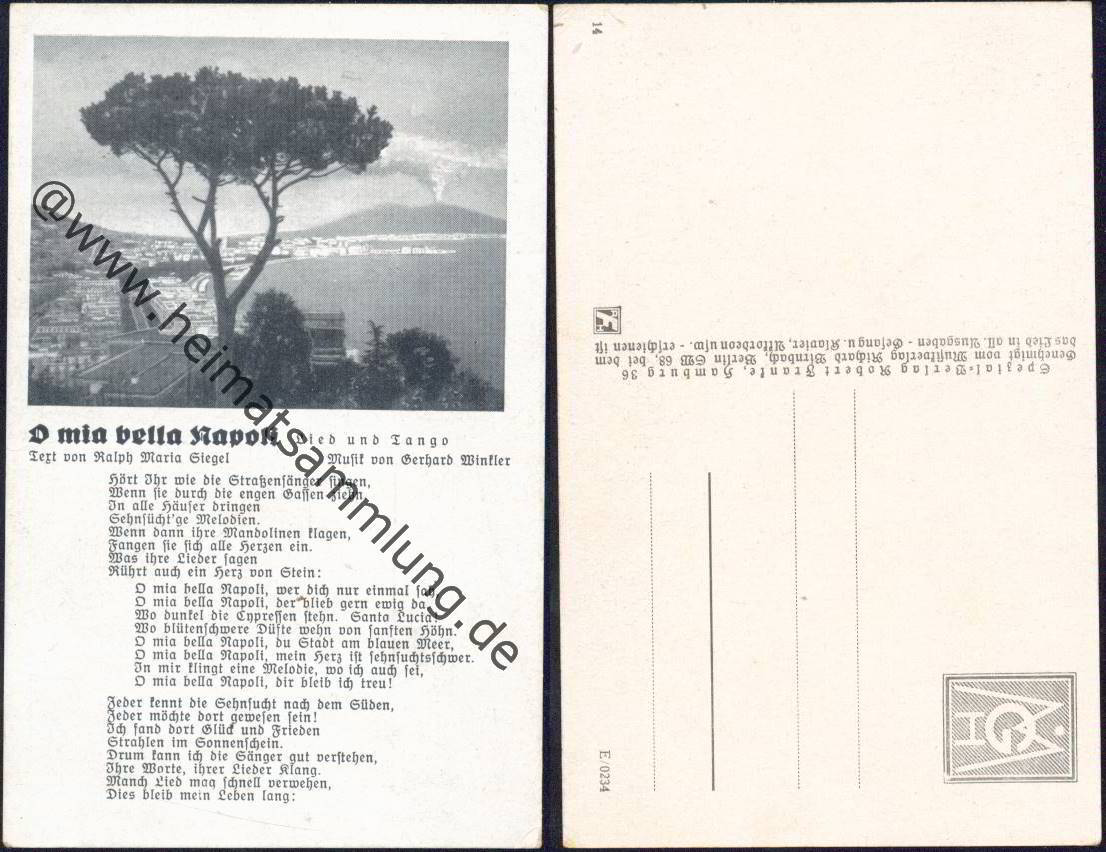 O mia bella Napoli Lied und Tango
Text von Ralph Maria Siegel Musik von Gerhard Winkler
Hört Ihr wie die Straßensänger singen,
Wenn sie durch die engen Gassen ziehn,
In alle Häuser dringen
Sehnsücht'ge Melodien.
Wenn dann ihre Mandolinen klagen,
Fangen sie sich alle Herzen ein.
Was ihre Lieder sagen
Rührt auch ein Herz von Stein:
O mia bella Napoli, wer dich nur einmal sah
O mia bella Napoli, der blieb gern ewig da
Wo dunkel die Cypressen stehn. Santa Lucia!
Wo blütenschwere Düfte wehn von sanften Höhn.
O mia bella Napoli, du Stadt am blauen Meer,
O mia bella Napoli, mein Herz ist sehnsuchtsschwer.
In mir klingt eine Melodie, wo ich auch sei,
O mia bella Napoli, dir bleib ich treu!
Jeder kennt die Sehnsucht nach dem Süden,
Jeder möchte dort gewesen sein!
Ich fand dort Glück und Frieden
Strahlen im Sonnenschein.
Drum kann ich die Sänger gut verstehen,
Ihre Worte, ihrer Lieder Klang.
Manch Lied mag schnell verwehen,
Dies bleib mein Leben lang:
@www.heimatsammlung.de
14
Spezial-Verlag Robert Franke, Hamburg 36
Genehmigt vom Musikverlag Richard Birnbach, Berlin SW 68, bei dem
das Lied in all. Ausgaben - Gesang u. Klavier, Akkordeon usw. - erschienen ist
E/0234